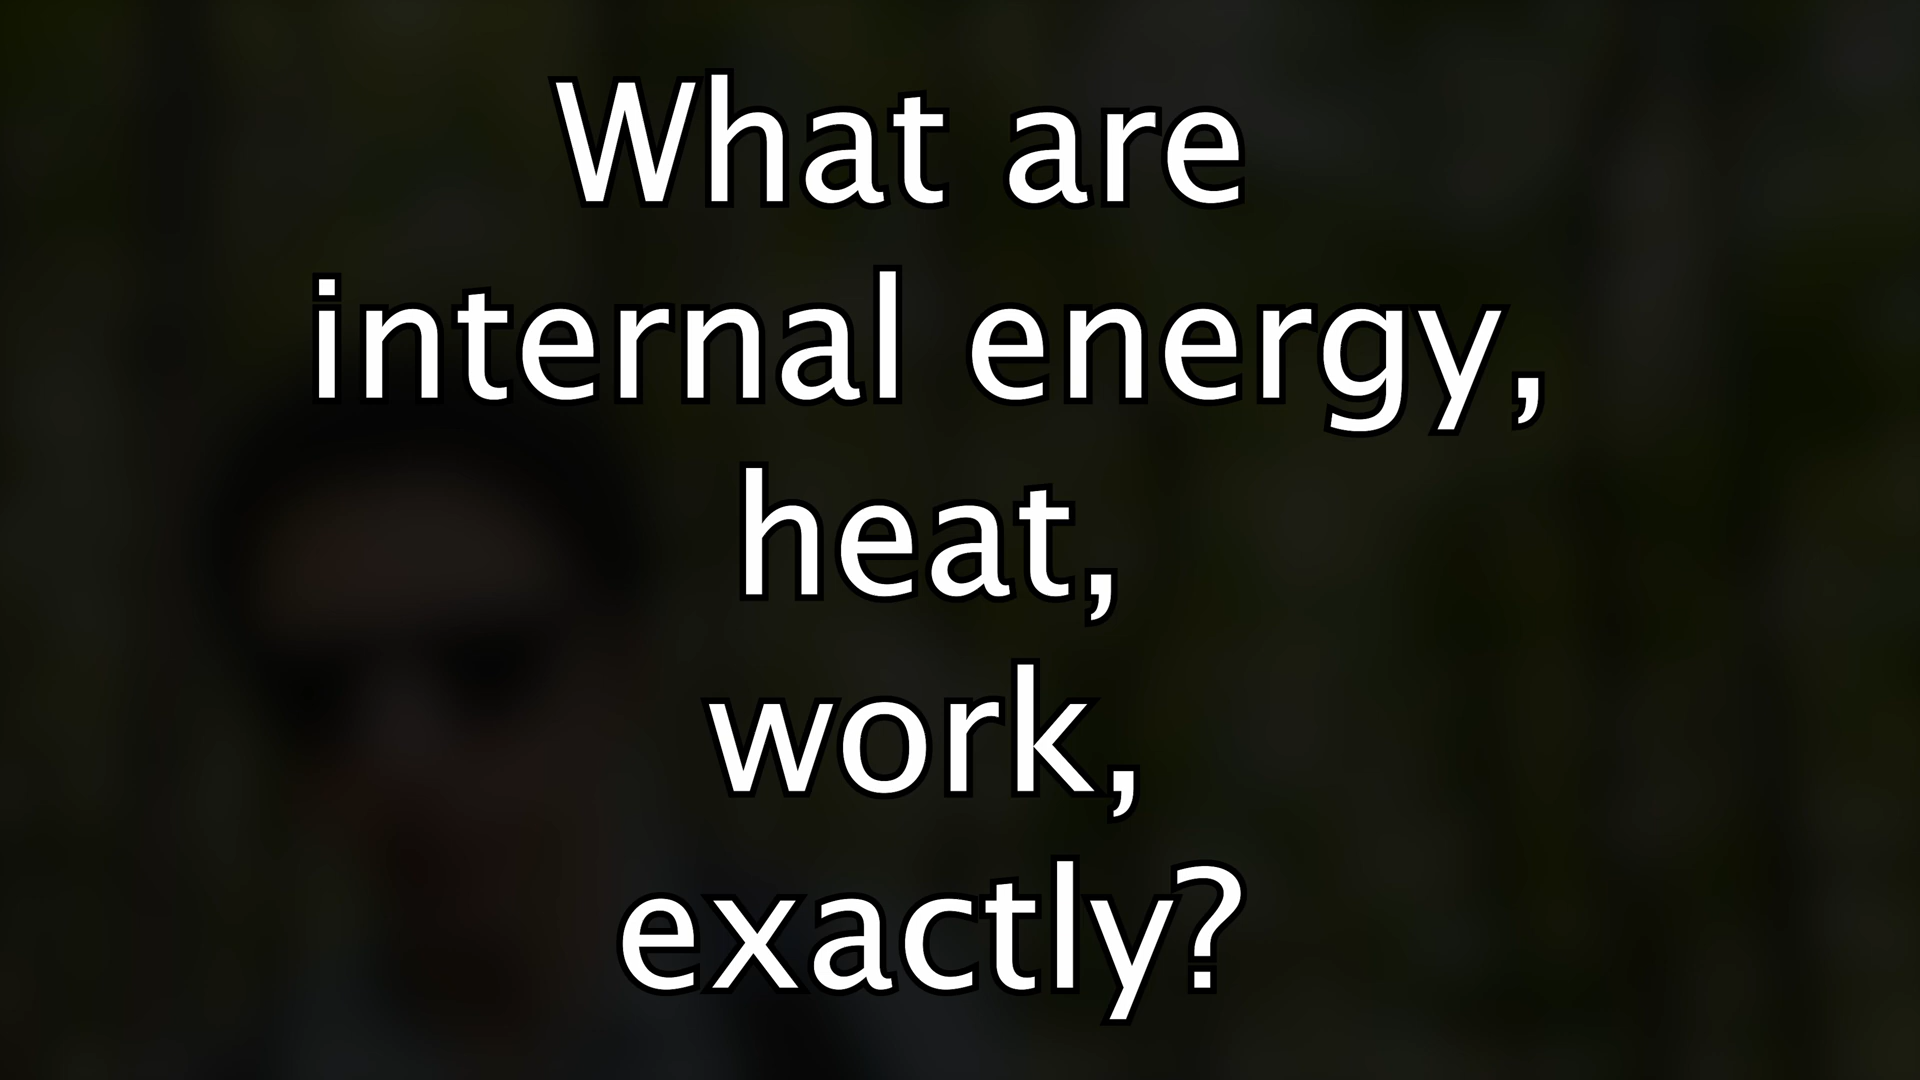 What are
internal energy,
heat,
work,
exactly?